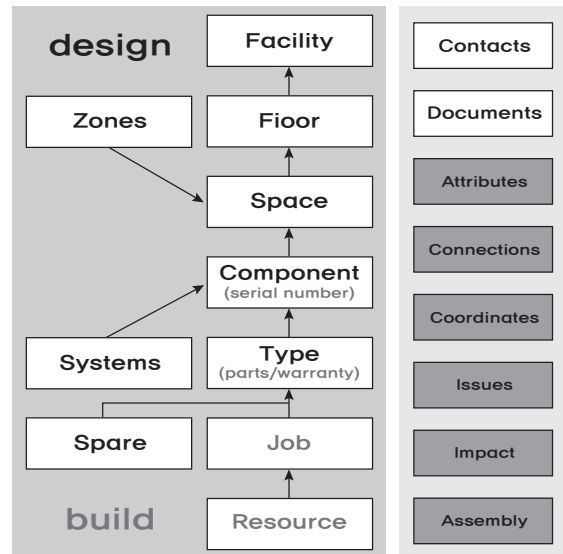 design
Facility
Zones
Fioor
Space
Component
(serial number)
Systems
Type
(parts/warranty)
Spare
Job
build
Resource
Contacts
Documents
Attributes
Connections
Coordinates
Issues
Impact
Assembly